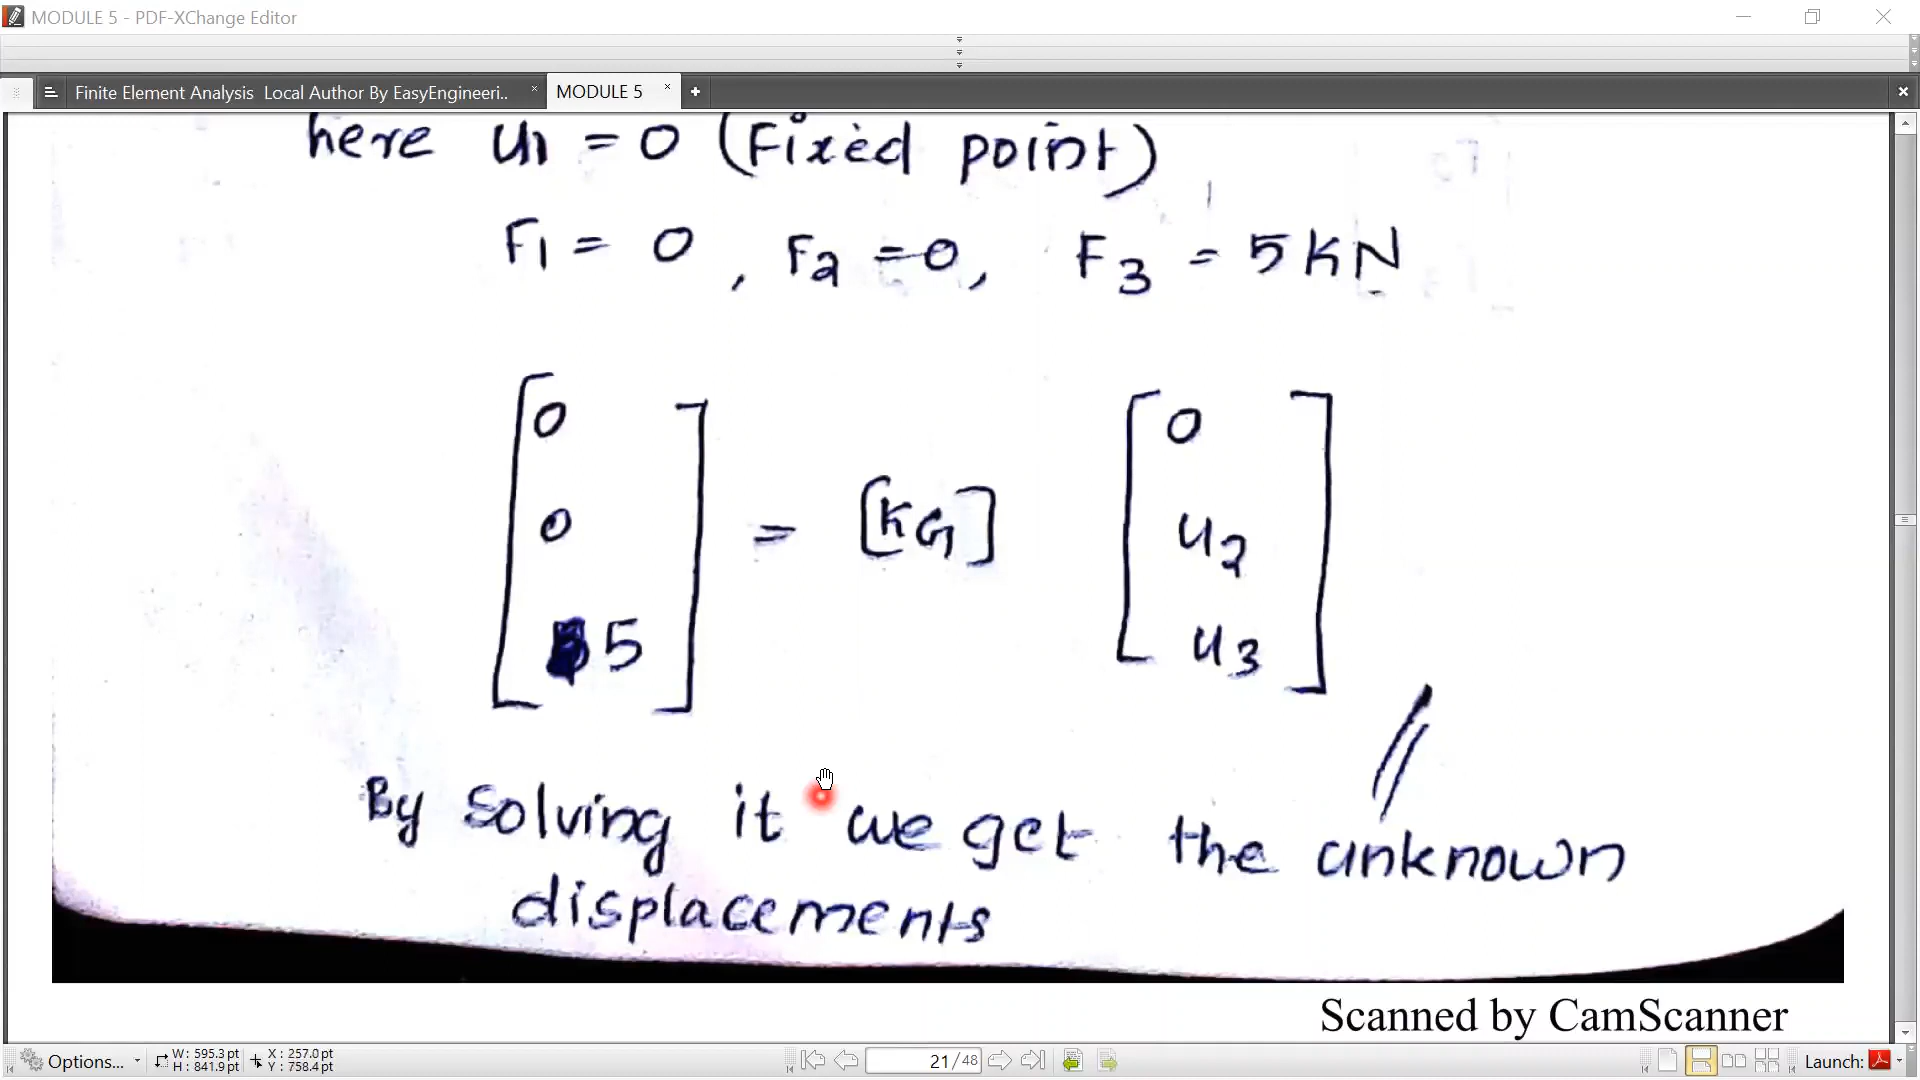 MODULE 5 - PDF-XChange Editor
Finite Element Analysis Local Author By EasyEngineeri..
MODULE 5
here u1 = 0 (Fixed point)
F1 = 0 , F2 = 0, F3 = 5KN
0
0
5
= [KG]
0
u2
u3
By solving it we get the unknown
displacements
Scanned by CamScanner
Options...
W: 595.3 pt
H: 841.9 pt
X: 257.0 pt
Y: 758.4 pt
21 / 48
Launch: